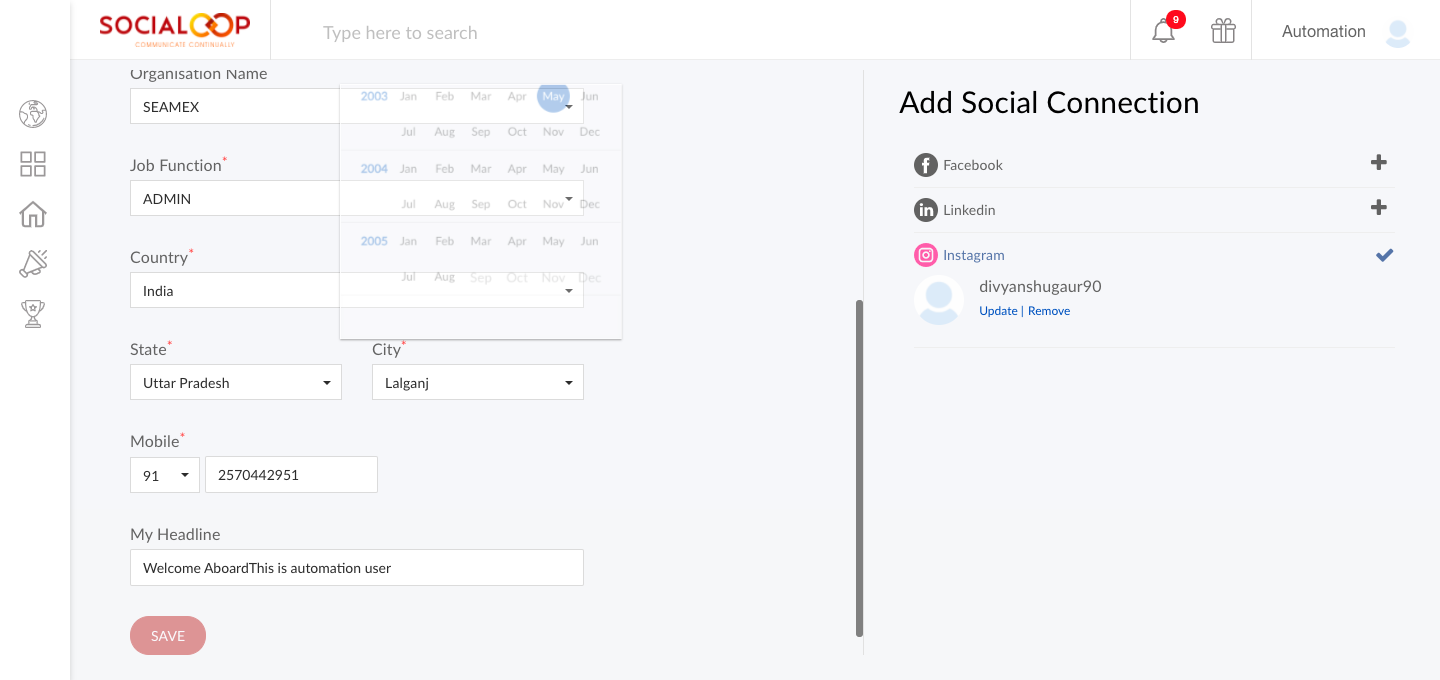 SOCIALOOP
COMMUNICATE CONTINUALLY
Type here to search
9
Automation
Organisation Name
SEAMEX
Job Function*
ADMIN
Country*
India
2003 Jan Feb Mar Apr May Jun
Jul Aug Sep Oct Nov Dec
2004 Jan Feb Mar Apr May Jun
Jul Aug Sep Oct Nov Dec
2005 Jan Feb Mar Apr May Jun
Jul Aug Sep Oct Nov Dec
State* City*
Uttar Pradesh Lalganj
Mobile*
91 2570442951
My Headline
Welcome AboardThis is automation user
SAVE
Add Social Connection
Facebook
Linkedin
Instagram
divyanshugaur90
Update | Remove